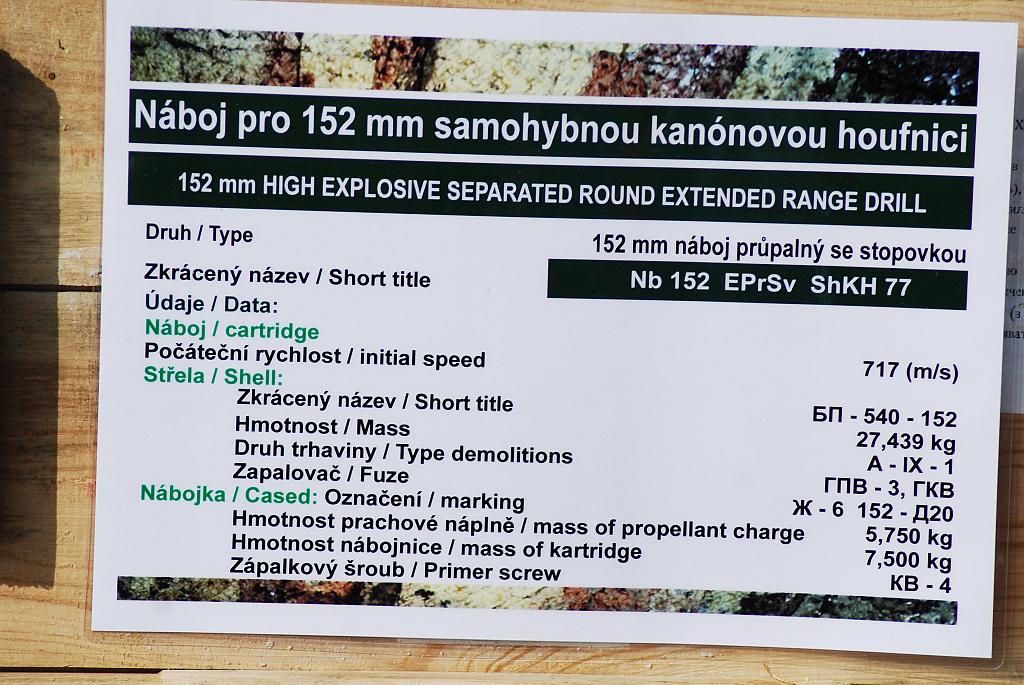 Náboj pro 152 mm samohybnou kanónovou houfnici
152 mm HIGH EXPLOSIVE SEPARATED ROUND EXTENDED RANGE DRILL
Druh / Type 152 mm náboj průpalný se stopovkou
Zkrácený název / Short title Nb 152 EPrSv ShKH 77
Údaje / Data:
Náboj / cartridge
Počáteční rychlost / initial speed 717 (m/s)
Střela / Shell:
Zkrácený název / Short title БП - 540 - 152
Hmotnost / Mass 27,439 kg
Druh trhaviny / Type demolitions A - IX - 1
Zapalovač / Fuze ГПВ - 3, ГКВ
Nábojka / Cased: Označení / marking Ж - 6 152 - Д20
Hmotnost prachové náplně / mass of propellant charge 5,750 kg
Hmotnost nábojnice / mass of kartridge 7,500 kg
Zápalkový šroub / Primer screw КВ - 4